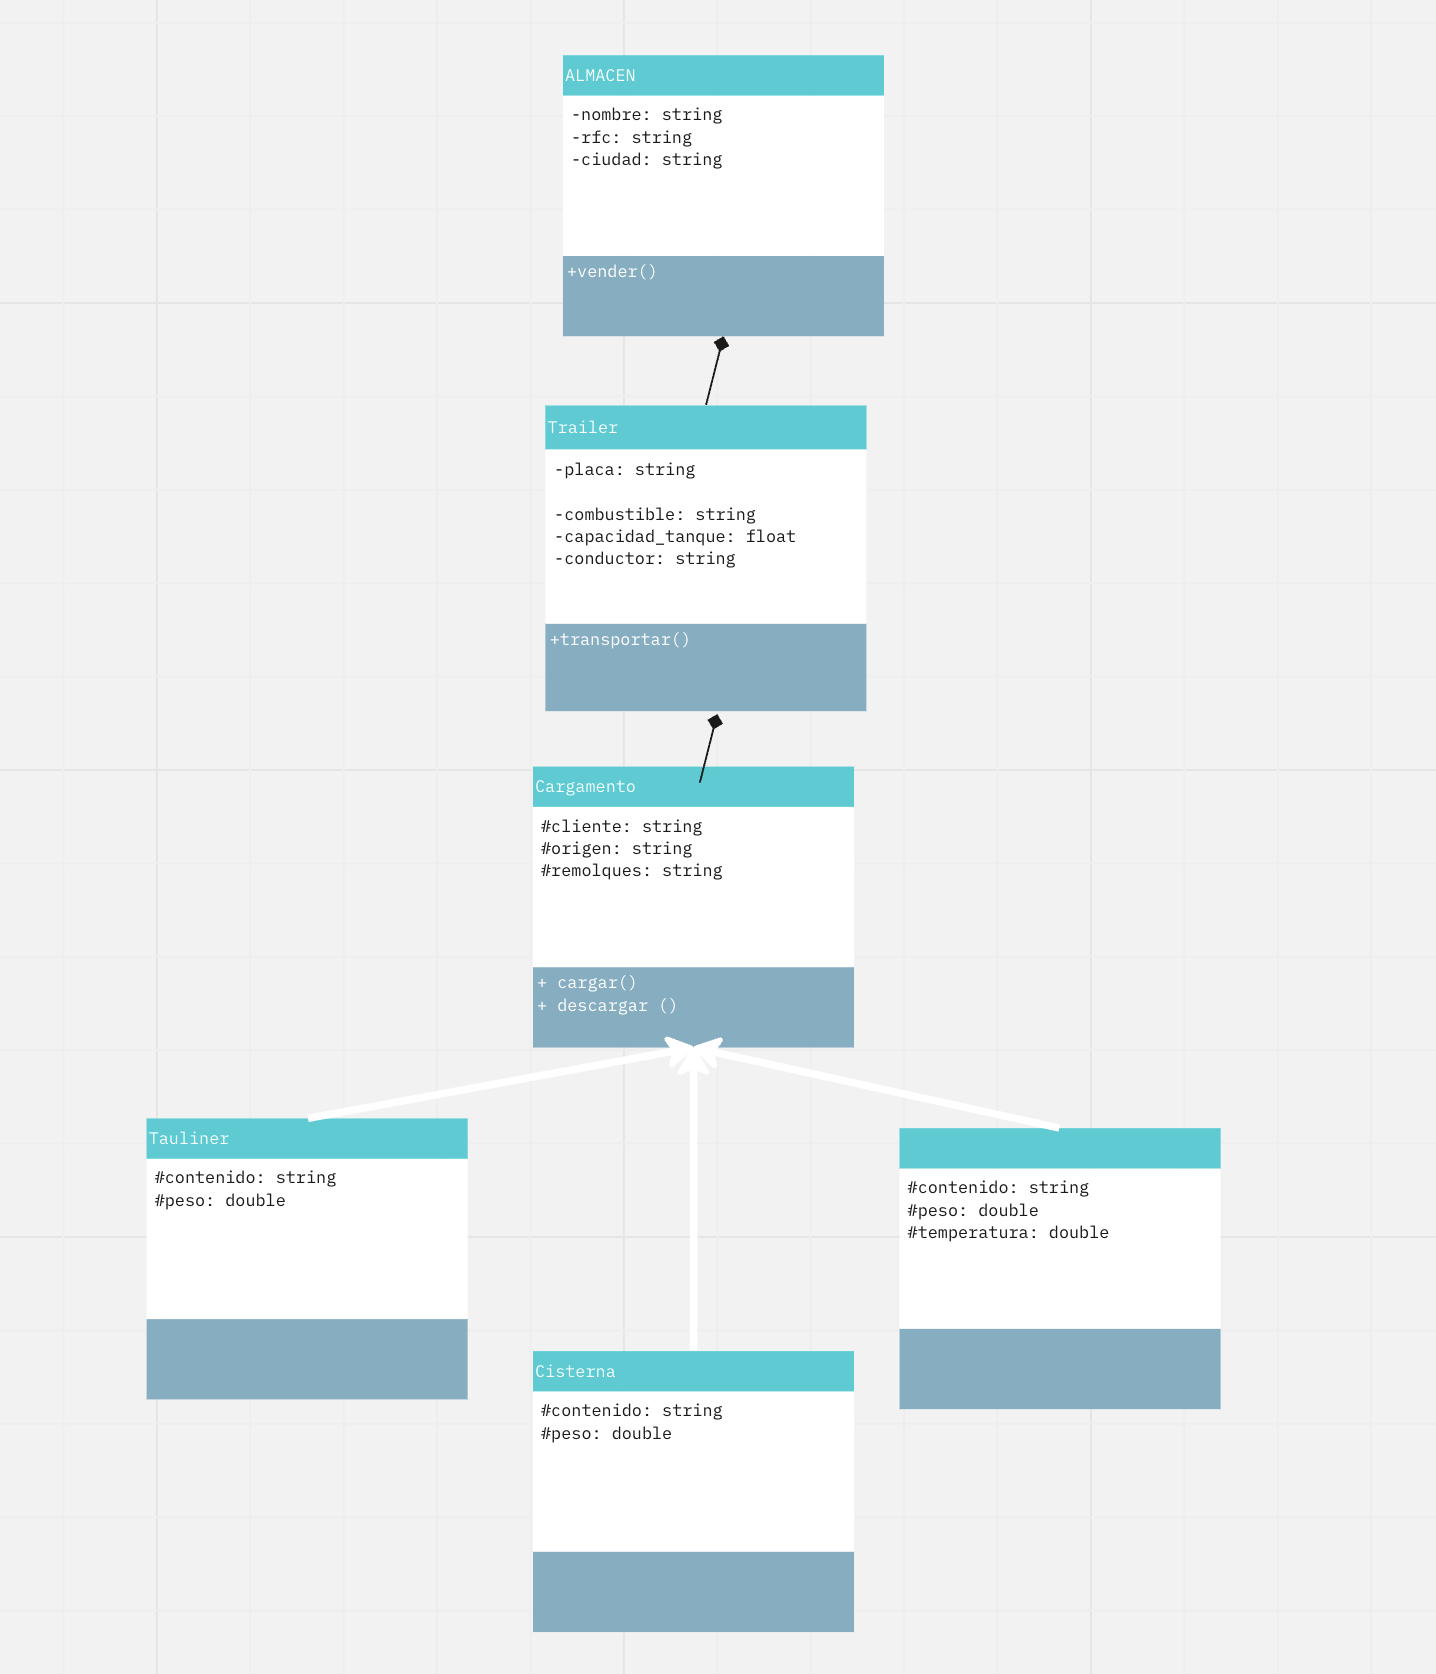 ALMACEN
-nombre: string
-rfc: string
-ciudad: string
+vender()
Trailer
-placa: string
-combustible: string
-capacidad_tanque: float
-conductor: string
+transportar()
Cargamento
#cliente: string
#origen: string
#remolques: string
+ cargar()
+ descargar ()
Tauliner
#contenido: string
#peso: double
#contenido: string
#peso: double
#temperatura: double
Cisterna
#contenido: string
#peso: double